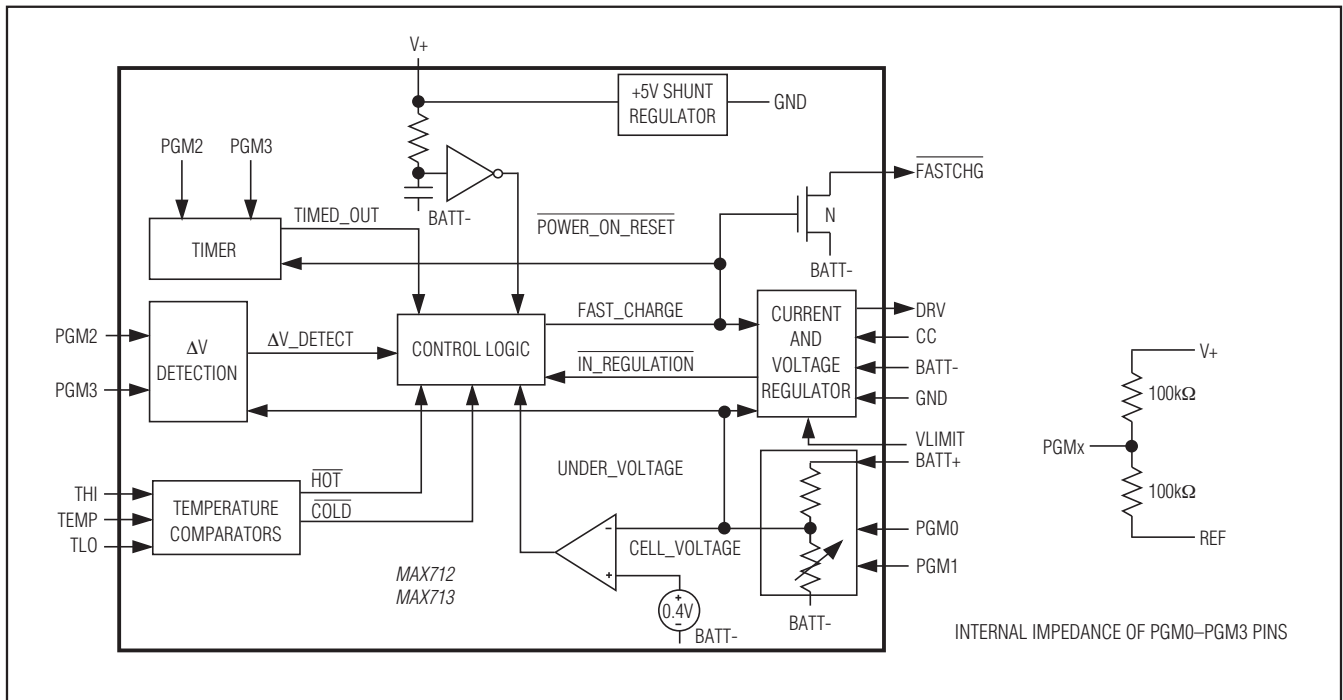 V+
+5V SHUNT
REGULATOR
GND
PGM2
PGM3
FASTCHG
TIMED_OUT
BATT-
N
POWER_ON_RESET
TIMER
BATT-
DRV
PGM2
ΔV
DETECTION
ΔV_DETECT
CONTROL LOGIC
FAST_CHARGE
IN_REGULATION
CURRENT
AND
VOLTAGE
REGULATOR
CC
BATT-
GND
PGM3
VLIMIT
BATT+
V+
100kΩ
PGMx
100kΩ
REF
UNDER_VOLTAGE
THI
TEMP
TLO
TEMPERATURE
COMPARATORS
HOT
COLD
-
+
CELL_VOLTAGE
PGM0
PGM1
MAX712
MAX713
+
0.4V
-
BATT-
BATT-
INTERNAL IMPEDANCE OF PGM0–PGM3 PINS